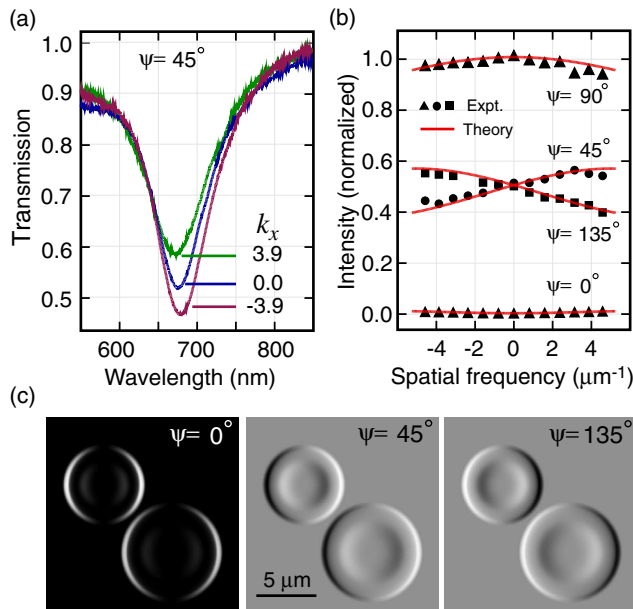 (a)
ψ= 45°
1.0
0.9
0.8
0.7
0.6
0.5
Transmission
kₓ
3.9
0.0
-3.9
600
700
800
Wavelength (nm)
(b)
1.0
0.8
0.6
0.4
0.2
0.0
Intensity (normalized)
ψ= 90°
Expt.
Theory
ψ= 45°
ψ= 135°
ψ= 0°
-4
-2
0
2
4
Spatial frequency (μm⁻¹)
(c)
ψ= 0°
ψ= 45°
ψ= 135°
5 μm